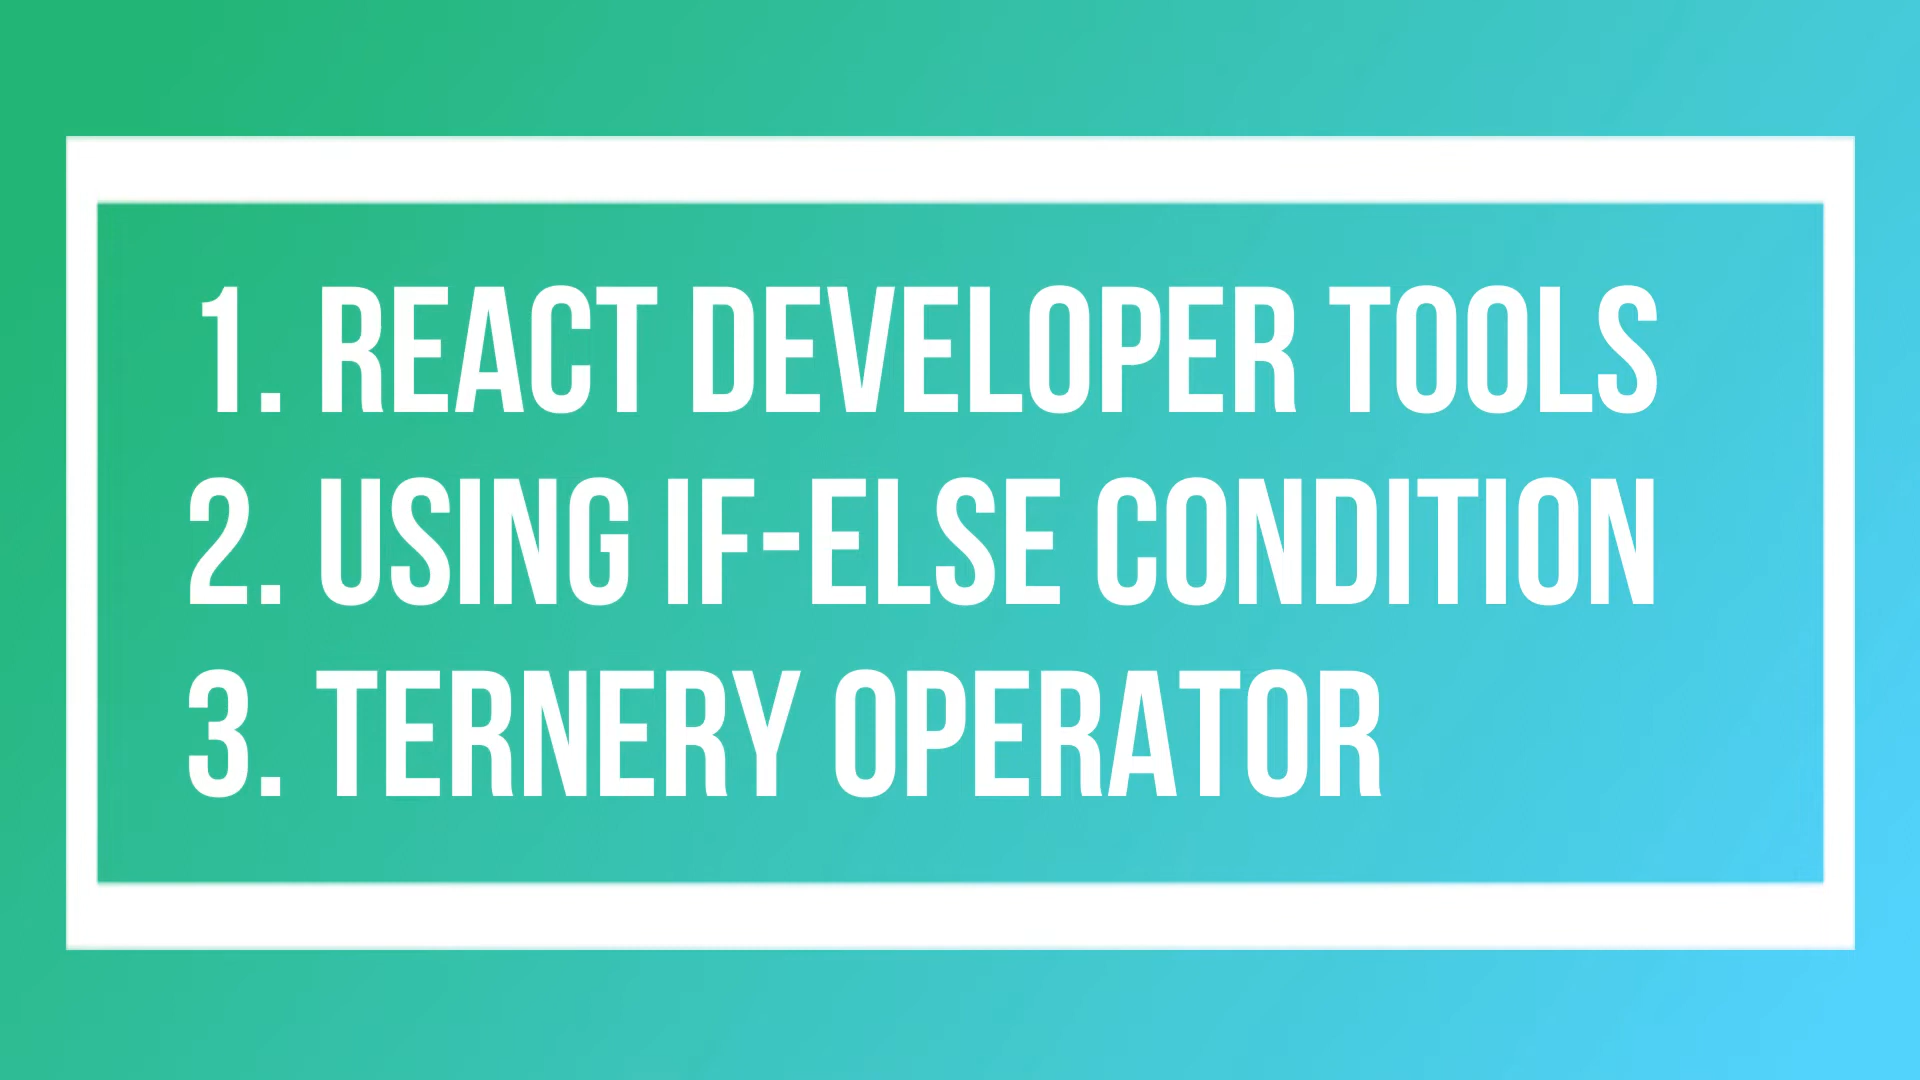 1. REACT DEVELOPER TOOLS
2. USING IF-ELSE CONDITION
3. TERNERY OPERATOR